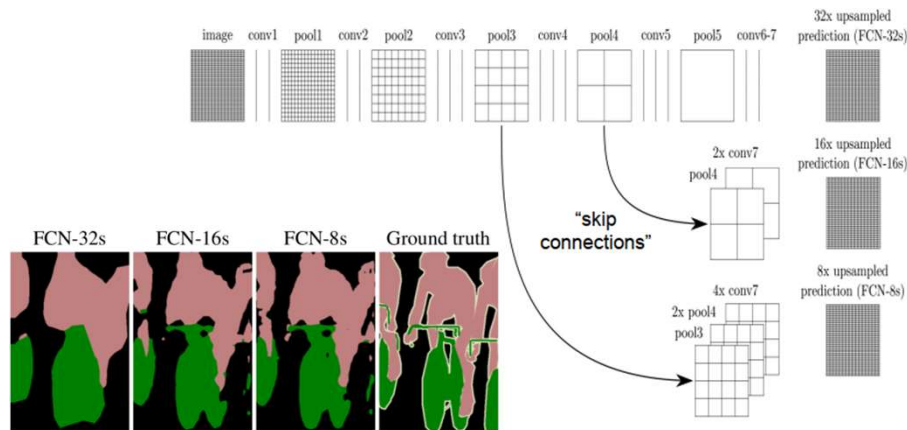 image conv1 pool1 conv2 pool2 conv3 pool3 conv4 pool4 conv5 pool5 conv6-7
32x upsampled
prediction (FCN-32s)
2x conv7
pool4
16x upsampled
prediction (FCN-16s)
"skip
connections"
4x conv7
2x pool4
pool3
8x upsampled
prediction (FCN-8s)
FCN-32s FCN-16s FCN-8s Ground truth